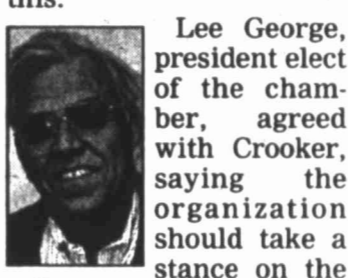 this.
Lee George,
president elect
of the cham-
ber, agreed
with Crooker,
saying the
organization
should take a
stance on the